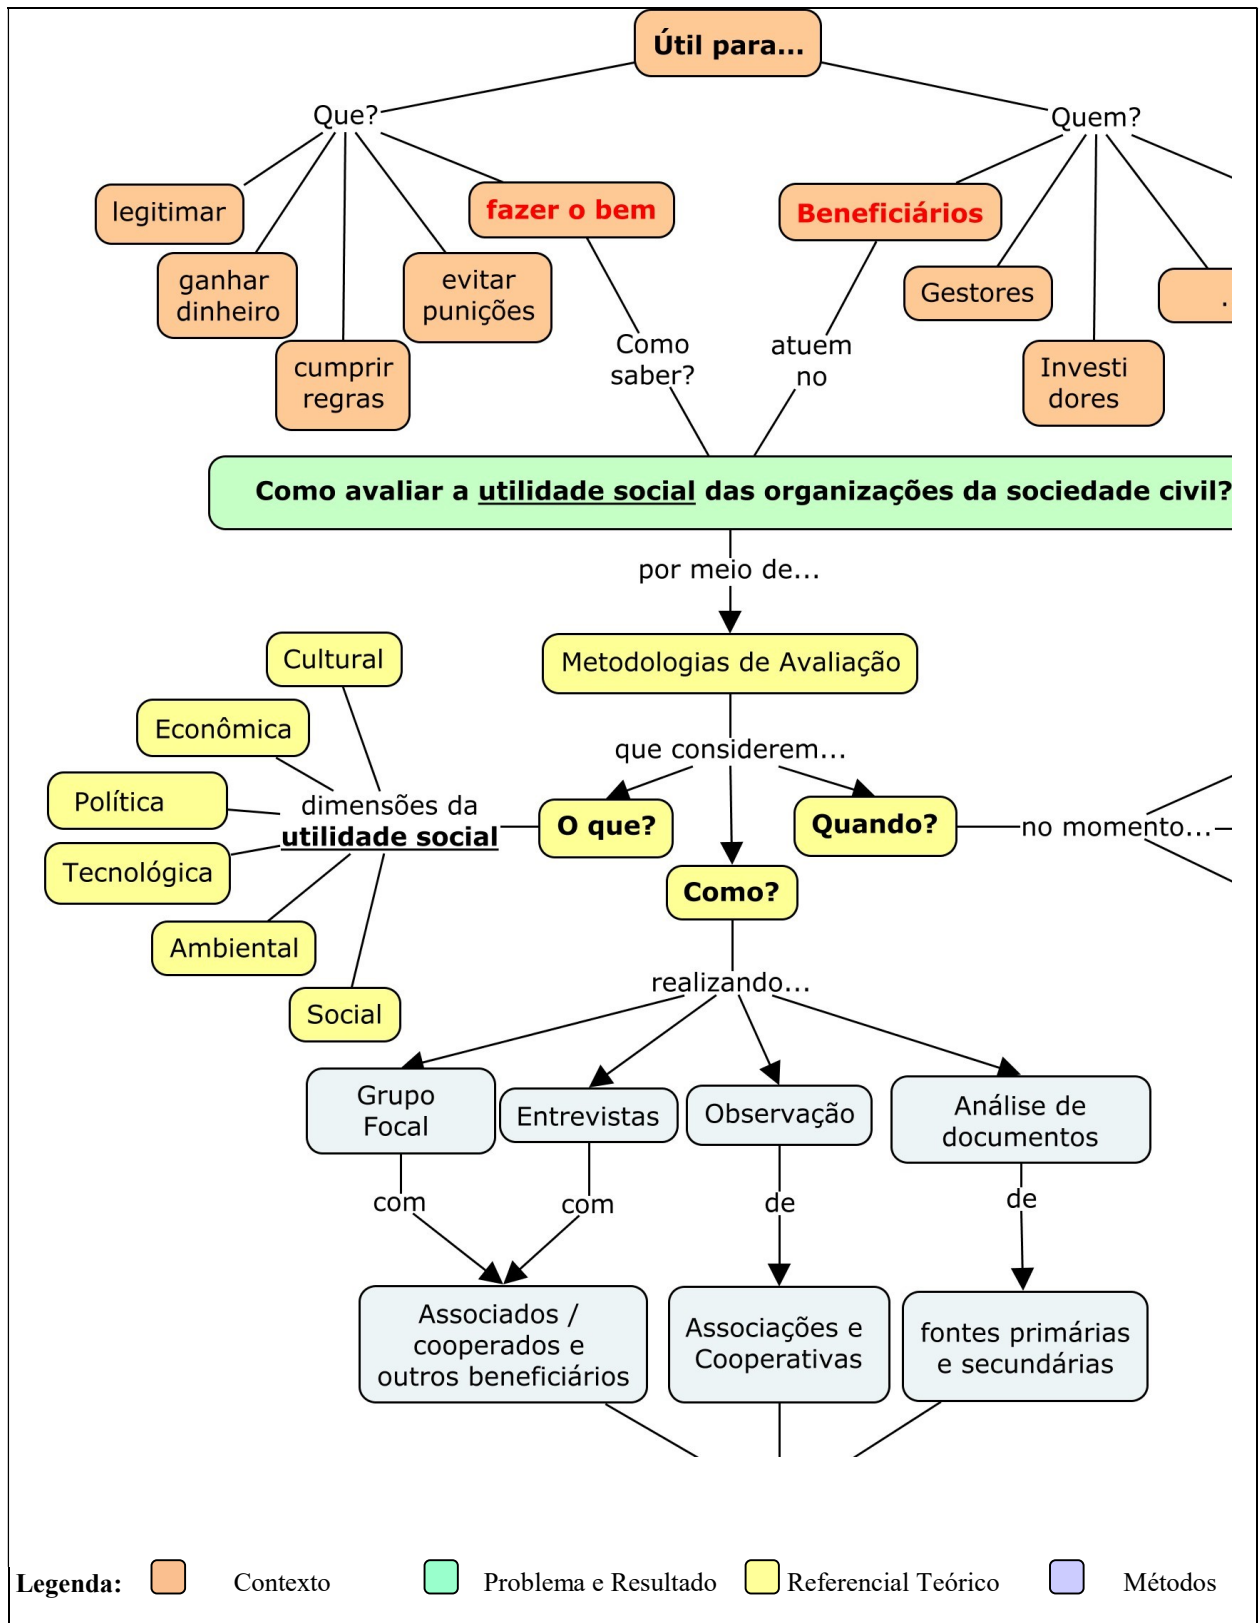 Útil para...
Que?
Quem?
legitimar
fazer o bem
Beneficiários
ganhar
dinheiro
evitar
punições
Gestores
.
cumprir
regras
Como
saber?
atuem
no
Investi
dores
Como avaliar a utilidade social das organizações da sociedade civil?
por meio de...
Cultural
Metodologias de Avaliação
Econômica
que considerem...
Política
dimensões da
utilidade social
O que?
Quando?
no momento...
Tecnológica
Como?
Ambiental
realizando...
Social
Grupo
Focal
Entrevistas
Observação
Análise de
documentos
com
com
de
de
Associados /
cooperados e
outros beneficiários
Associações e
Cooperativas
fontes primárias
e secundárias
Legenda: Contexto Problema e Resultado Referencial Teórico Métodos